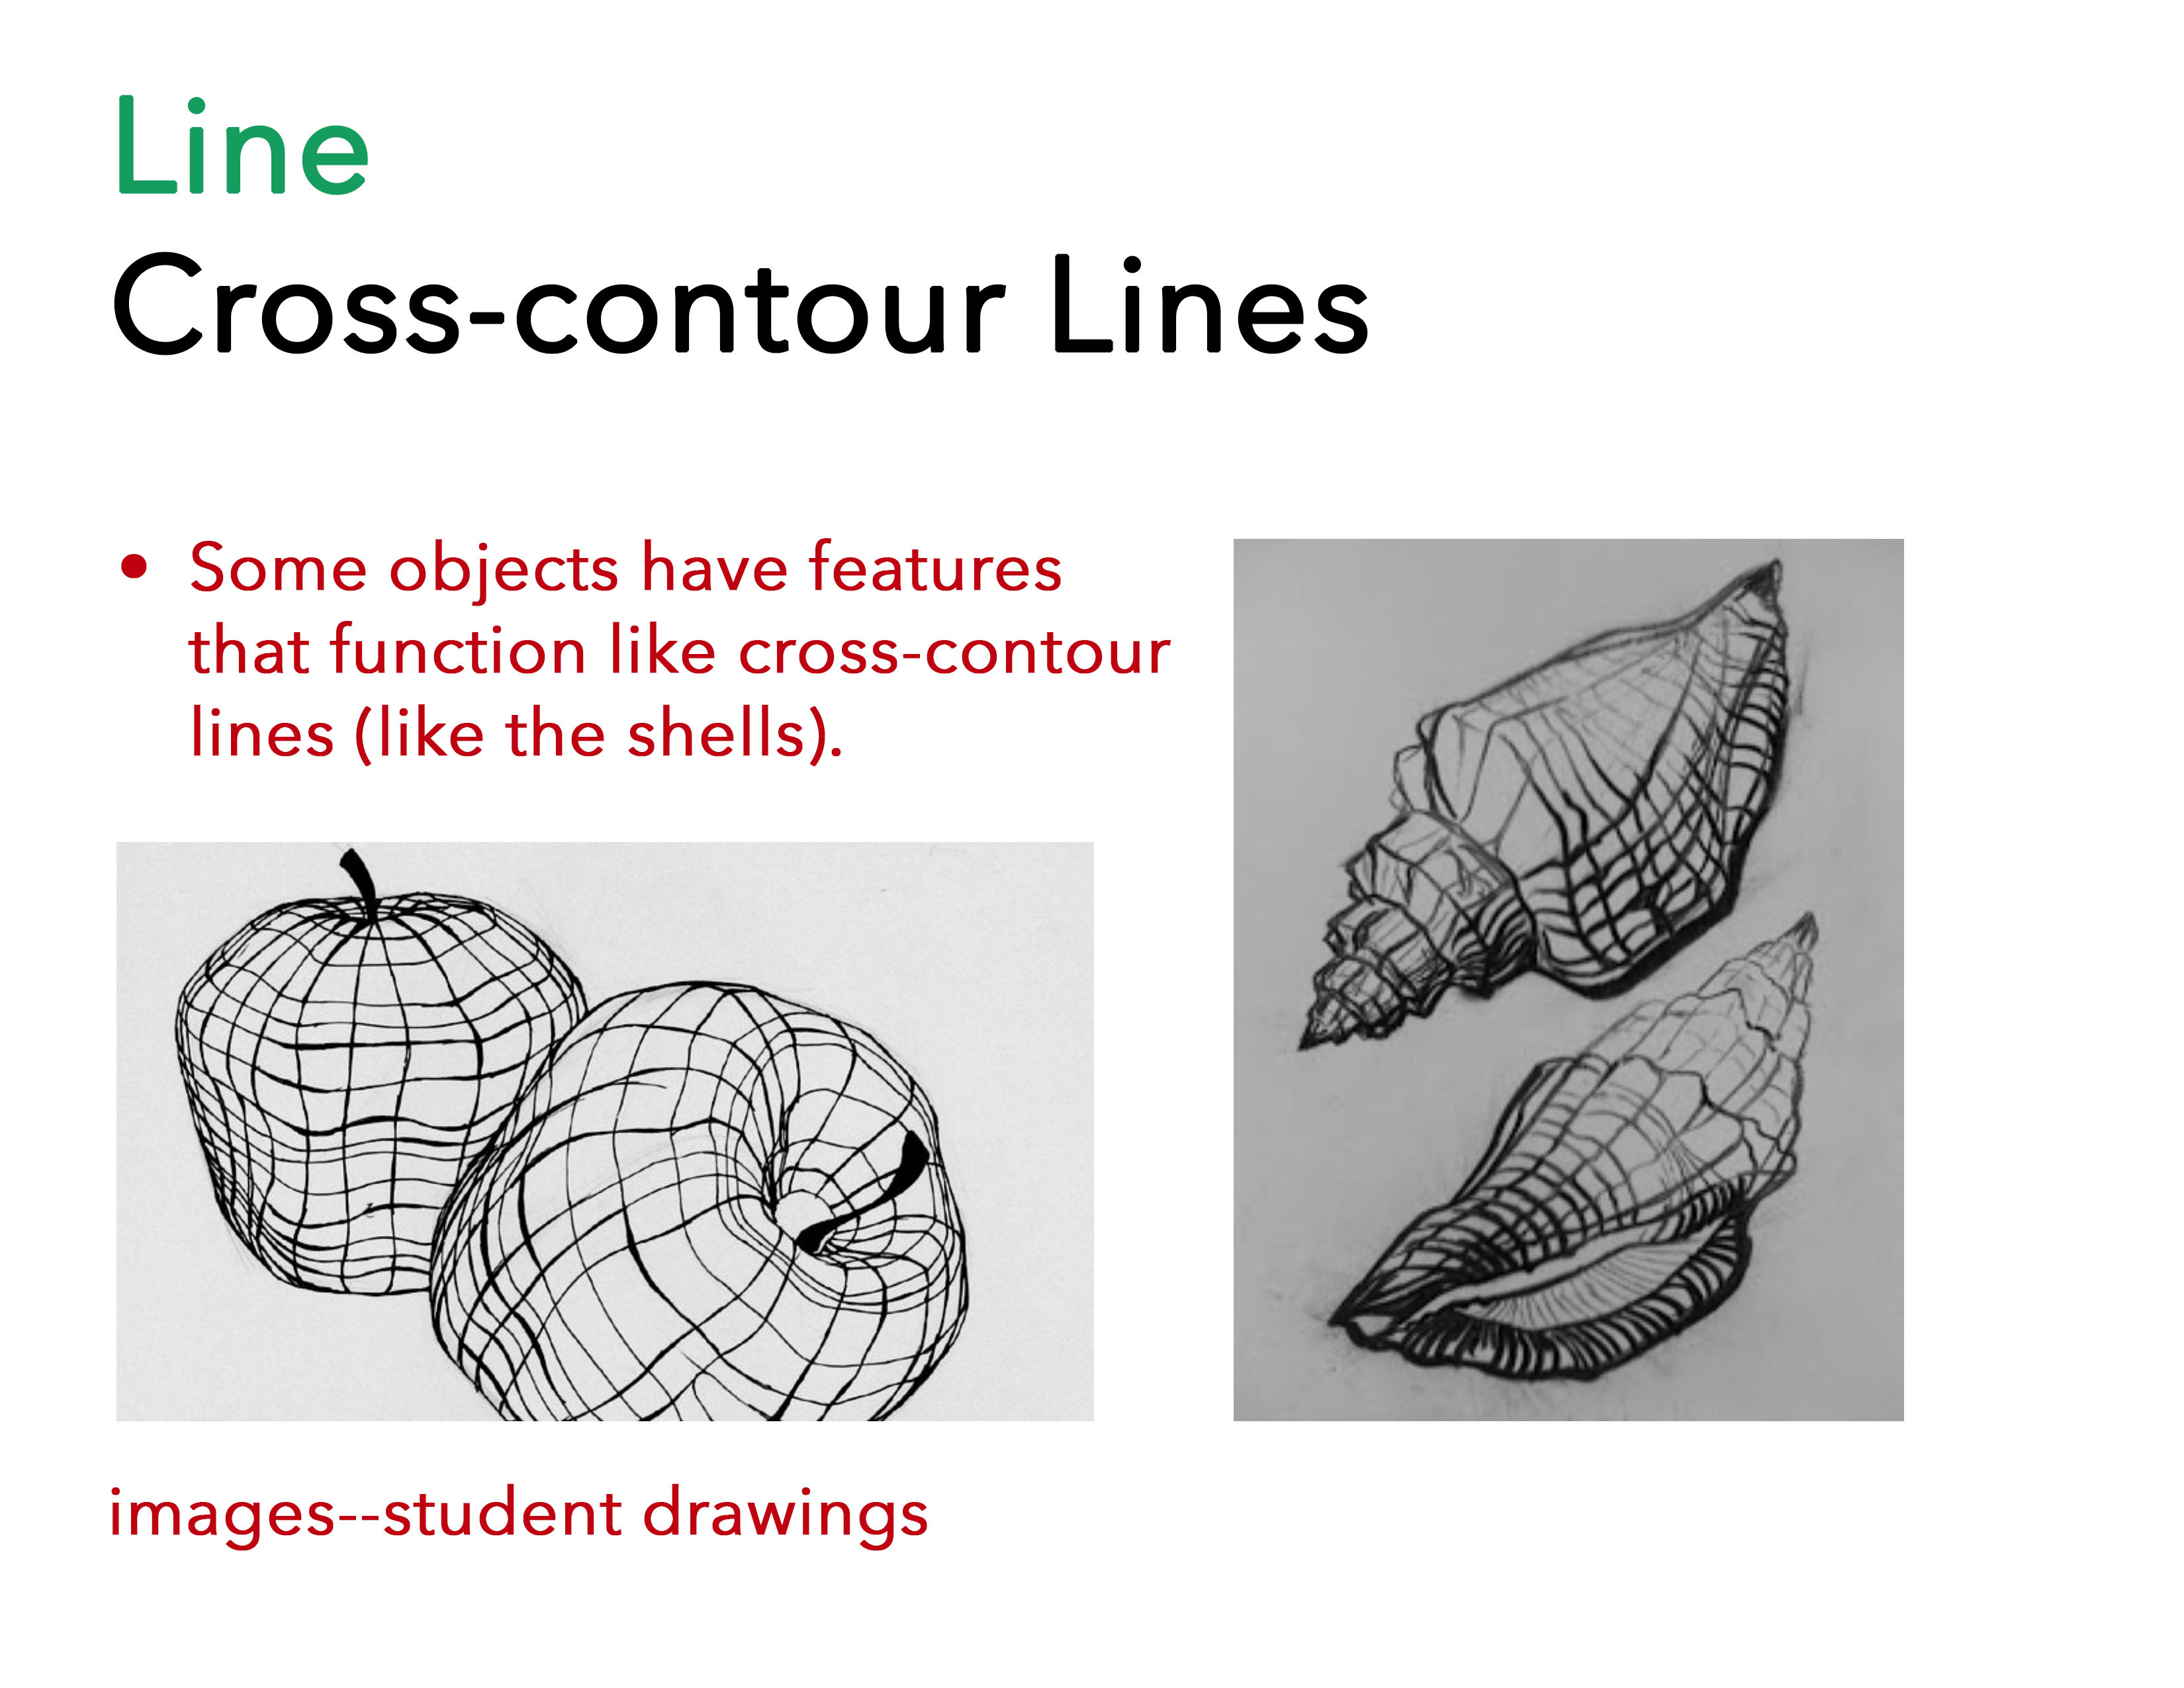 Line
Cross-contour Lines
• Some objects have features
that function like cross-contour
lines (like the shells).
images--student drawings